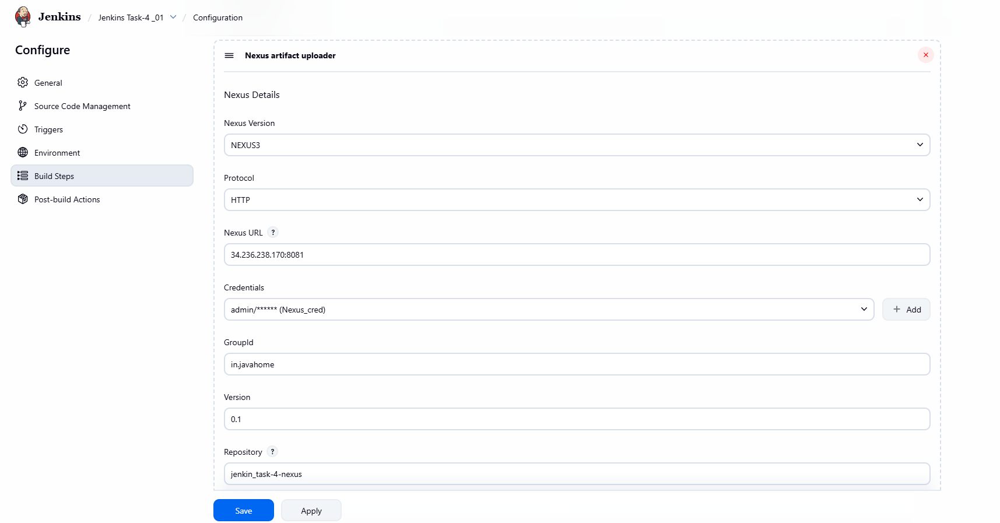 Jenkins / Jenkins Task-4 _01 / Configuration
Configure
General
Source Code Management
Triggers
Environment
Build Steps
Post-build Actions
Nexus artifact uploader
Nexus Details
Nexus Version
NEXUS3
Protocol
HTTP
Nexus URL ?
34.236.238.170:8081
Credentials
admin/****** (Nexus_cred)
+ Add
GroupId
in.javahome
Version
0.1
Repository ?
jenkin_task-4-nexus
Save Apply